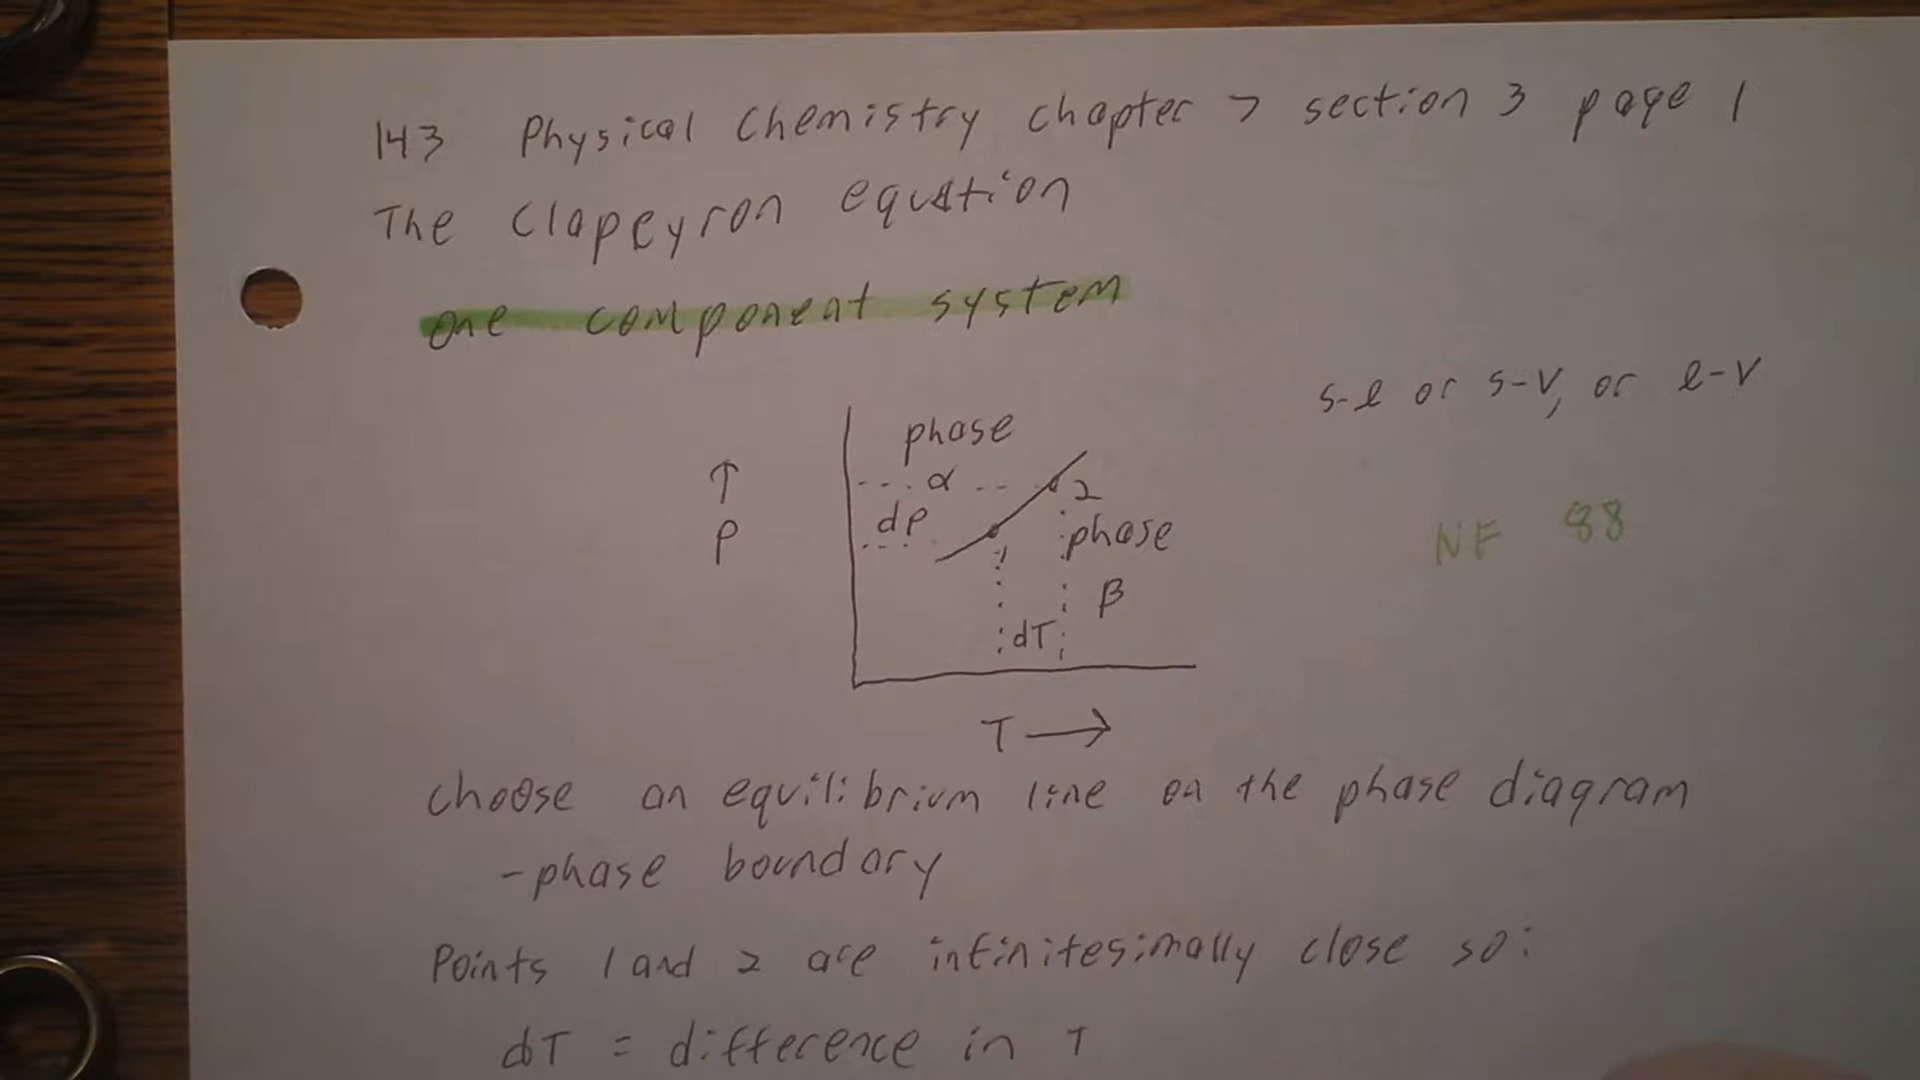 143 Physical Chemistry chapter 7 section 3 page 1
The Clapeyron equation
one component system
s-l or s-v, or l-v
phase
α
2
↑
P
dP
phase
NF 88
1
β
dT
T →
choose an equilibrium line on the phase diagram
- phase boundary
Points 1 and 2 are infinitesimally close so:
dT = difference in T